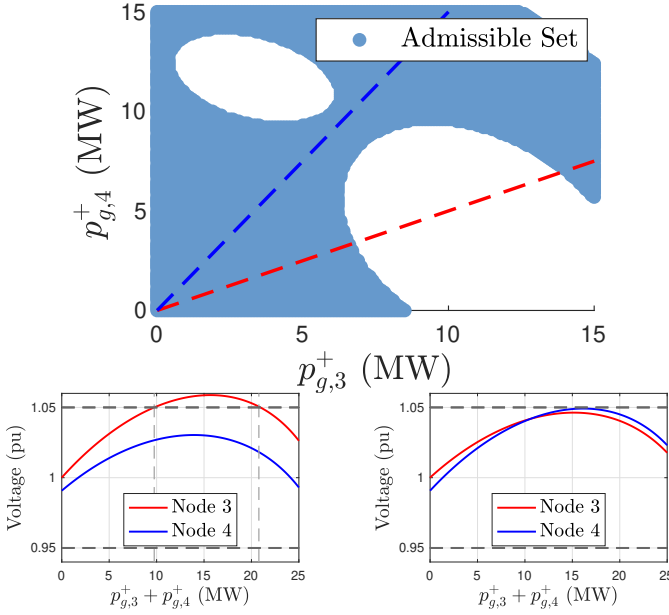 15
10
5
0
p⁺g,4 (MW)
Admissible Set
0 5 10 15
p⁺g,3 (MW)
1.05
1
0.95
Voltage (pu)
Node 3
Node 4
0 5 10 15 20 25
p⁺g,3 + p⁺g,4 (MW)
1.05
1
0.95
Voltage (pu)
Node 3
Node 4
0 5 10 15 20 25
p⁺g,3 + p⁺g,4 (MW)